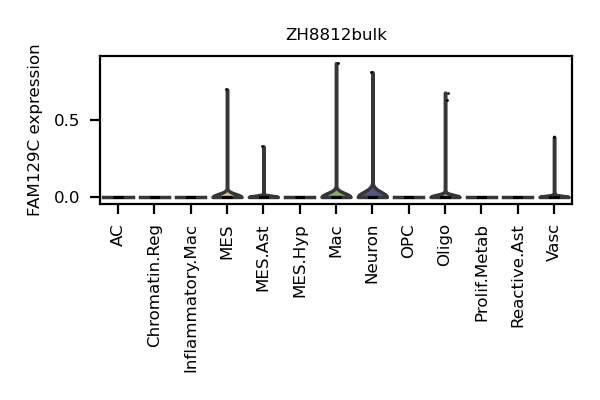 ZH8812bulk
FAM129C expression
0.5
0.0
AC
Chromatin.Reg
Inflammatory.Mac
MES
MES.Ast
MES.Hyp
Mac
Neuron
OPC
Oligo
Prolif.Metab
Reactive.Ast
Vasc